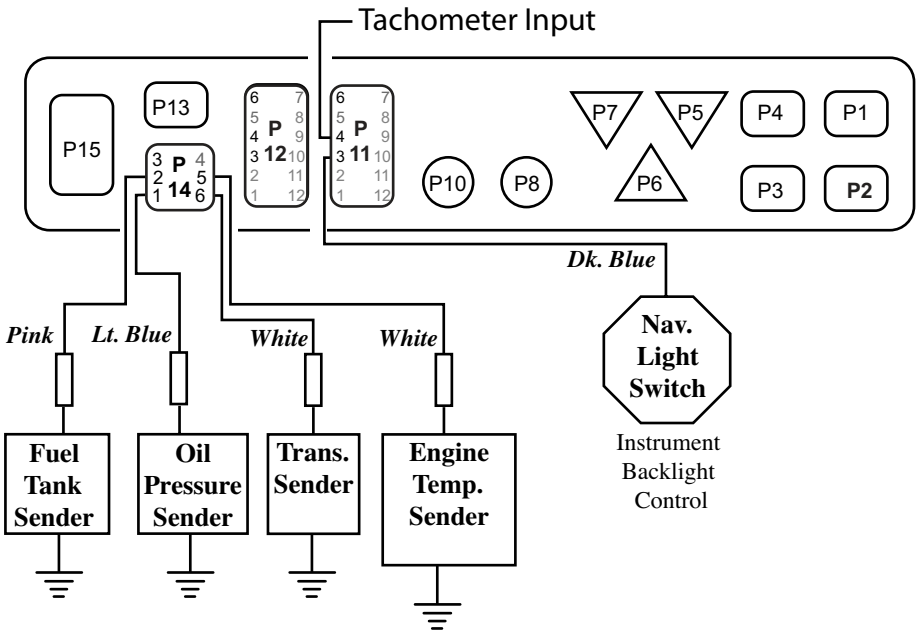 Tachometer Input
P15
P13
3 P 4
2 5
1 14 6
6 7
5 8
4 P 9
3 12 10
2 11
1 12
6 7
5 8
4 P 9
3 11 10
2 11
1 12
P10
P8
P7
P5
P6
P4
P1
P3
P2
Dk. Blue
Pink
Lt. Blue
White
White
Nav.
Light
Switch
Instrument
Backlight
Control
Fuel
Tank
Sender
Oil
Pressure
Sender
Trans.
Sender
Engine
Temp.
Sender